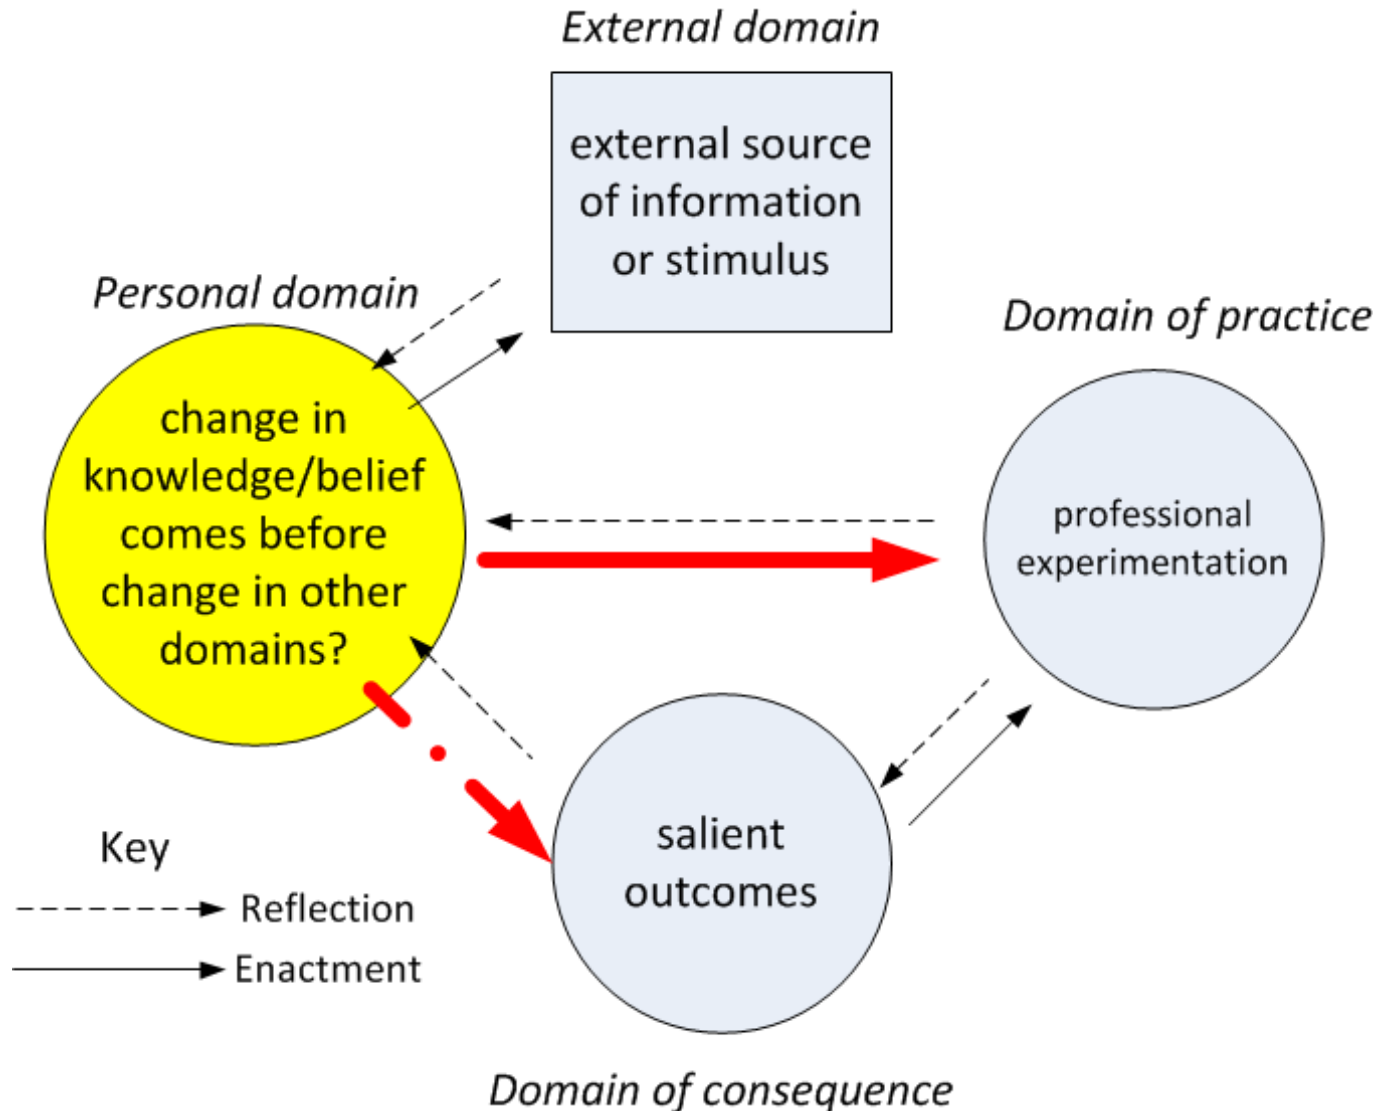 External domain
external source
of information
or stimulus
Personal domain
change in
knowledge/belief
comes before
change in other
domains?
Domain of practice
professional
experimentation
salient
outcomes
Domain of consequence
Key
Reflection
Enactment